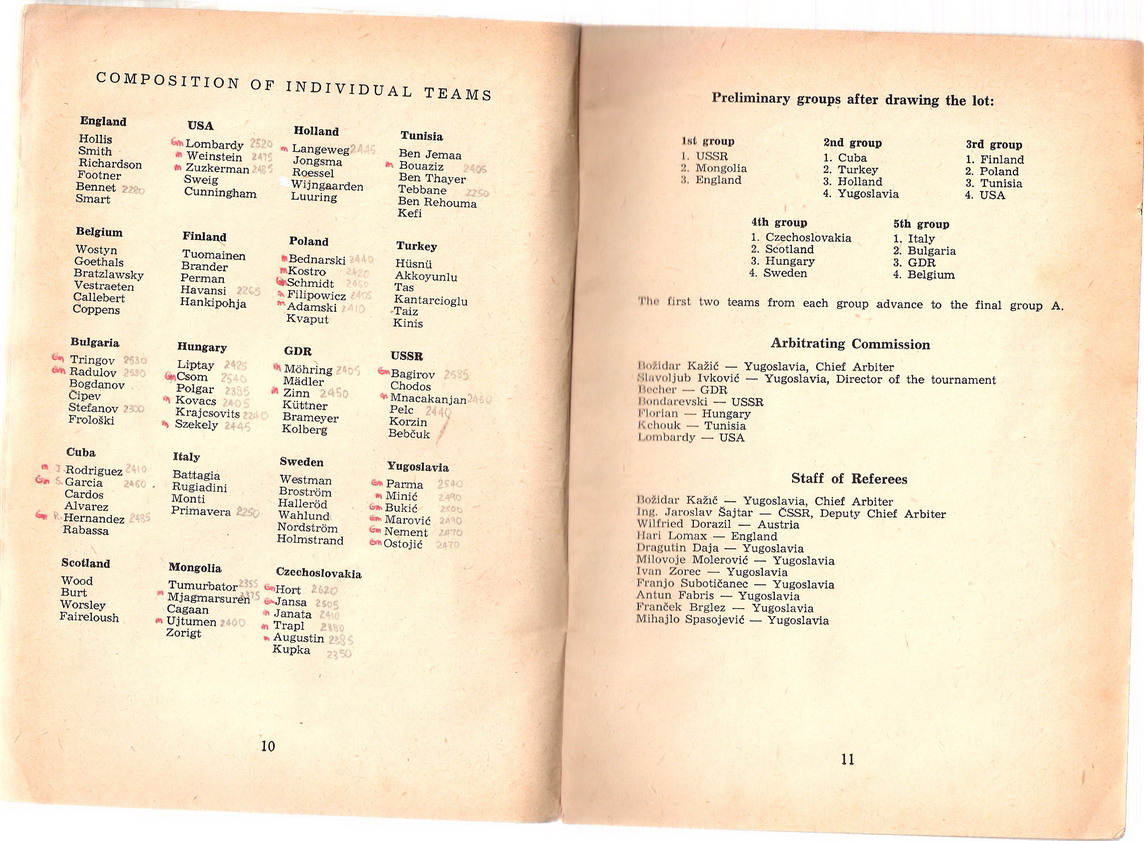 COMPOSITION OF INDIVIDUAL TEAMS
England
Hollis
Smith
Richardson
Footner
Bennet 2280
Smart
USA
Gm Lombardy 2520
m Weinstein 2475
m Zuzkerman 2485
Sweig
Cunningham
Holland
m Langeweg 2445
Jongsma
Roessel
Wijngaarden
Luuring
Tunisia
Ben Jemaa
m Bouaziz 2405
Ben Thayer
Tebbane 2250
Ben Rehouma
Kefi
Belgium
Wostyn
Goethals
Bratzlawsky
Vestraeten
Callebert
Coppens
Finland
Tuomainen
Brander
Perman
Havansi 2265
Hankipohja
Poland
m Bednarski 2440
m Kostro 2420
Gm Schmidt 2460
m Filipowicz 2405
m Adamski 2410
Kvaput
Turkey
Hüsnü
Akkoyunlu
Tas
Kantarcioglu
Taiz
Kinis
Bulgaria
Gm Tringov 2530
Gm Radulov 2530
Bogdanov
Čipev
Stefanov 2300
Frološki
Hungary
Liptay 2425
Gm Csom 2540
Polgar 2385
m Kovacs 2405
Krajcsovits 2240
m Szekely 2445
GDR
m Möhring 2405
Mädler
m Zinn 2450
Küttner
Brameyer
Kolberg
USSR
Gm Bagirov 2535
Chodos
m Mnacakanjan 2460
Pelc 2440
Korzin
Bebčuk
Cuba
m J. Rodriguez 2410
Gm S. Garcia 2460
Cardos
Alvarez
Gm R. Hernandez 2485
Rabassa
Italy
Battagia
Rugiadini
Monti
Primavera 2250
Sweden
Westman
Broström
Halleröd
Wahlund
Nordström
Holmstrand
Yugoslavia
Gm Parma 2540
m Minić 2490
Gm Bukić 2505
Gm Marović 2490
Gm Nement 2470
Gm Ostojić 2470
Scotland
Wood
Burt
Worsley
Faireloush
Mongolia
Tumurbator 2355
m Mjagmarsuren 2375
Cagaan
m Ujtumen 2400
Zorigt
Czechoslovakia
Gm Hort 2620
Gm Jansa 2505
m Janata 2410
m Trapl 2380
m Augustin 2385
Kupka 2350
10
Preliminary groups after drawing the lot:
1st group
1. USSR
2. Mongolia
3. England
2nd group
1. Cuba
2. Turkey
3. Holland
4. Yugoslavia
3rd group
1. Finland
2. Poland
3. Tunisia
4. USA
4th group
1. Czechoslovakia
2. Scotland
3. Hungary
4. Sweden
5th group
1. Italy
2. Bulgaria
3. GDR
4. Belgium
The first two teams from each group advance to the final group A.
Arbitrating Commission
Božidar Kažić — Yugoslavia, Chief Arbiter
Slavoljub Ivković — Yugoslavia, Director of the tournament
Becher — GDR
Bondarevski — USSR
Florian — Hungary
Kchouk — Tunisia
Lombardy — USA
Staff of Referees
Božidar Kažić — Yugoslavia, Chief Arbiter
Ing. Jaroslav Šajtar — ČSSR, Deputy Chief Arbiter
Wilfried Dorazil — Austria
Hari Lomax — England
Dragutin Daja — Yugoslavia
Milovoje Molerović — Yugoslavia
Ivan Zorec — Yugoslavia
Franjo Subotičanec — Yugoslavia
Antun Fabris — Yugoslavia
Franček Brglez — Yugoslavia
Mihajlo Spasojević — Yugoslavia
11